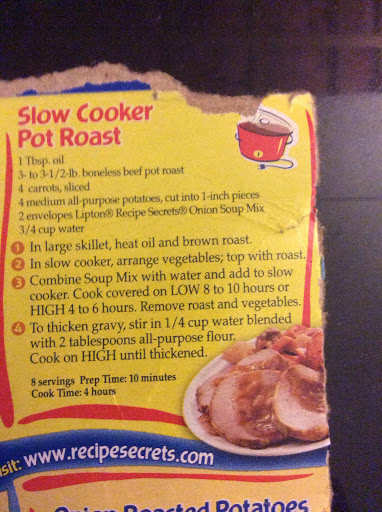 Slow Cooker
Pot Roast
1 Tbsp. oil
3- to 3-1/2-lb. boneless beef pot roast
4 carrots, sliced
4 medium all-purpose potatoes, cut into 1-inch pieces
2 envelopes Lipton® Recipe Secrets® Onion Soup Mix
3/4 cup water
1 In large skillet, heat oil and brown roast.
2 In slow cooker, arrange vegetables; top with roast.
3 Combine Soup Mix with water and add to slow
cooker. Cook covered on LOW 8 to 10 hours or
HIGH 4 to 6 hours. Remove roast and vegetables.
4 To thicken gravy, stir in 1/4 cup water blended
with 2 tablespoons all-purpose flour.
Cook on HIGH until thickened.
8 servings Prep Time: 10 minutes
Cook Time: 4 hours
www.recipesecrets.com
Onion Roasted Potatoes